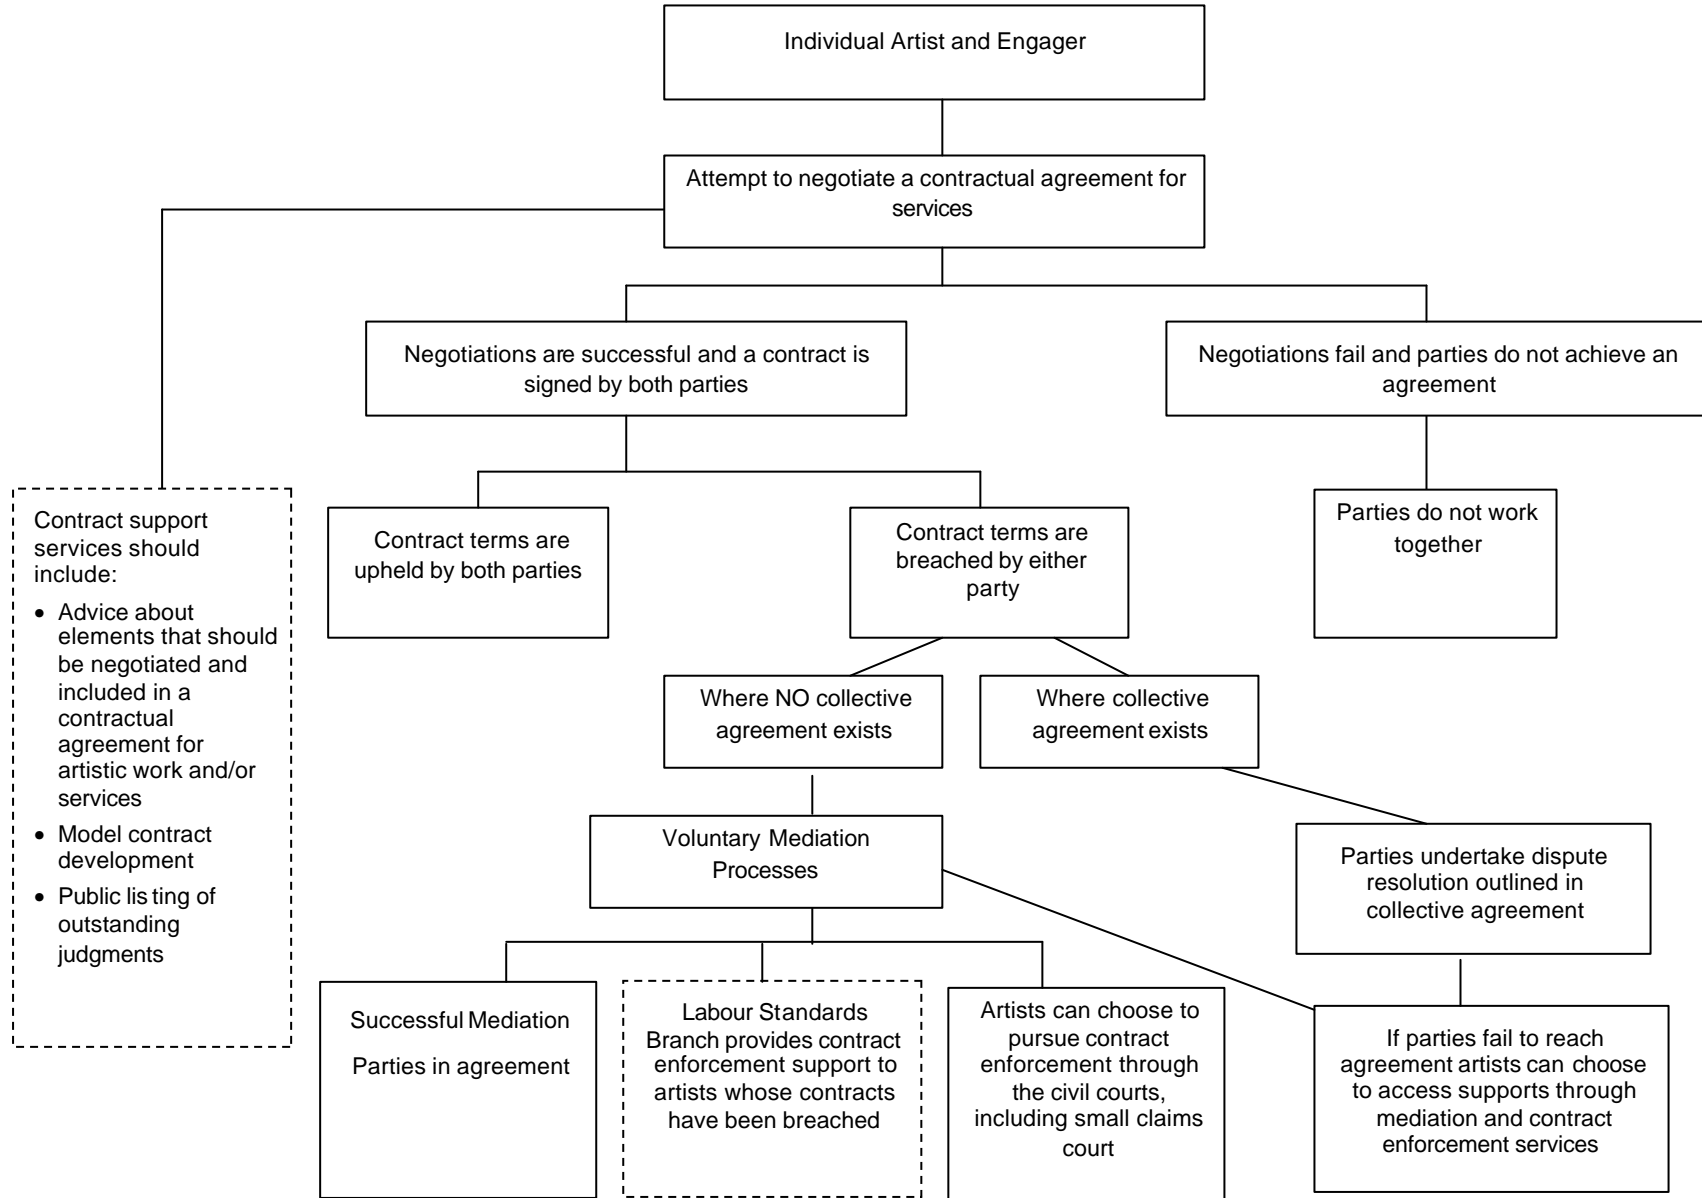 Individual Artist and Engager
Attempt to negotiate a contractual agreement for
services
Negotiations are successful and a contract is
signed by both parties
Negotiations fail and parties do not achieve an
agreement
Contract support
services should
include:
• Advice about
elements that should
be negotiated and
included in a
contractual
agreement for
artistic work and/or
services
• Model contract
development
• Public listing of
outstanding
judgments
Contract terms are
upheld by both parties
Contract terms are
breached by either
party
Parties do not work
together
Where NO collective
agreement exists
Where collective
agreement exists
Voluntary Mediation
Processes
Parties undertake dispute
resolution outlined in
collective agreement
Successful Mediation
Parties in agreement
Labour Standards
Branch provides contract
enforcement support to
artists whose contracts
have been breached
Artists can choose to
pursue contract
enforcement through
the civil courts,
including small claims
court
If parties fail to reach
agreement artists can choose
to access supports through
mediation and contract
enforcement services